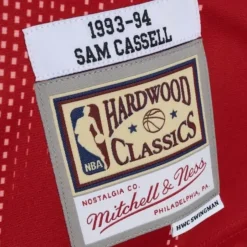 1993-94
SAM CASSELL
HARDWOOD
NBA
CLASSICS
NOSTALGIA CO.
Mitchell & Ness
PHILADELPHIA, PA.
HWC SWINGMAN